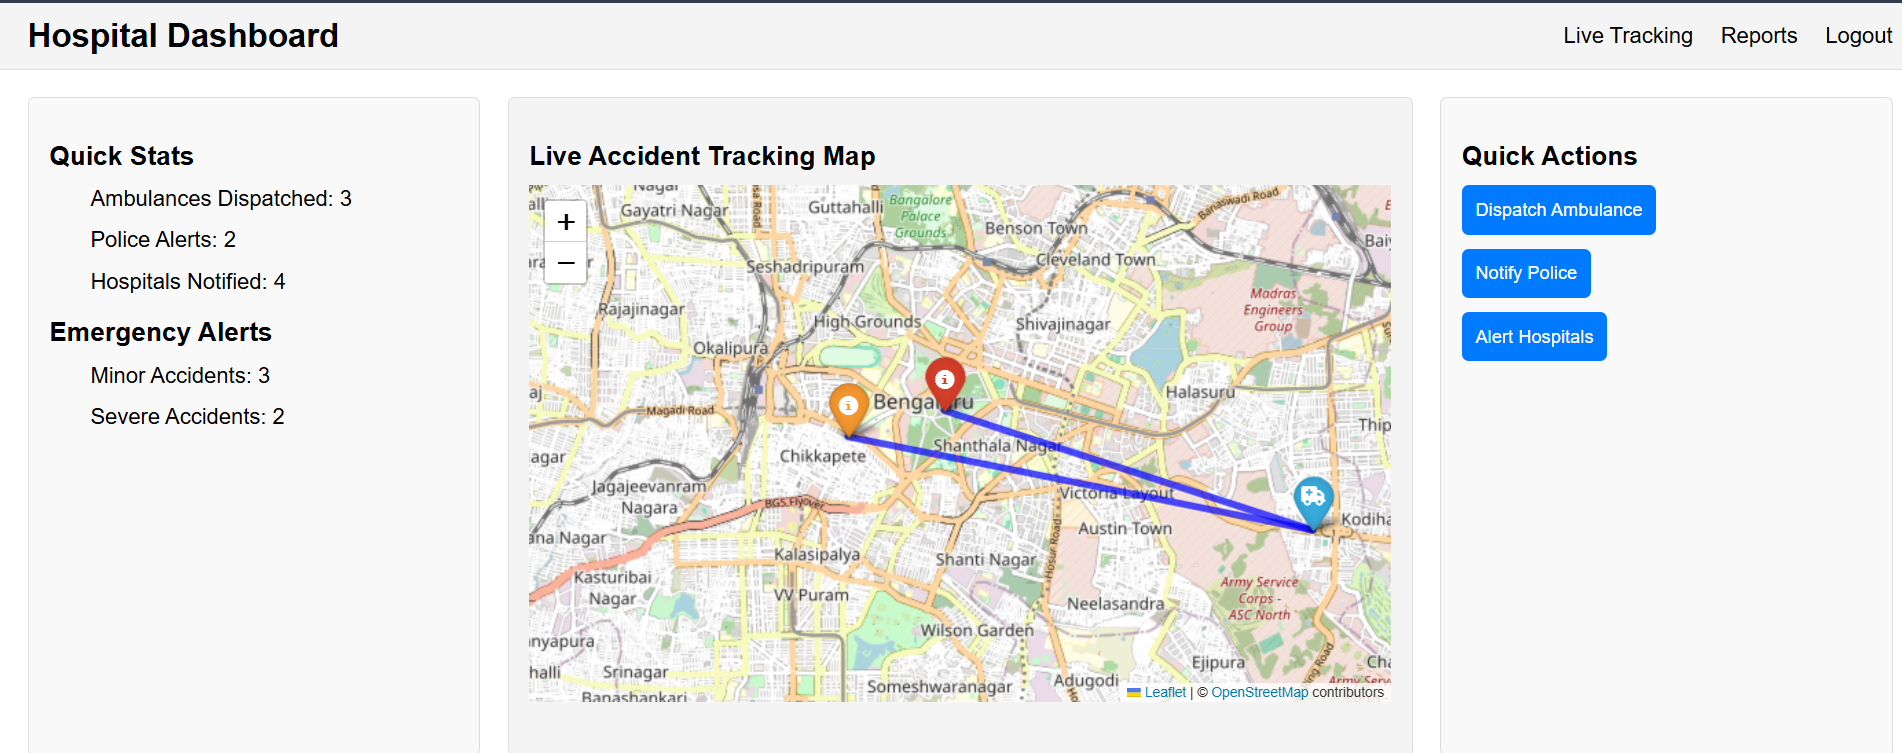 Hospital Dashboard
Live Tracking Reports Logout
Quick Stats
Ambulances Dispatched: 3
Police Alerts: 2
Hospitals Notified: 4
Emergency Alerts
Minor Accidents: 3
Severe Accidents: 2
Live Accident Tracking Map
+
−
Gayatri Nagar
Guttahalli
Bangalore
Palace
Grounds
Benson Town
Banaswadi Road
Seshadripuram
Cleveland Town
Rajajinagar
High Grounds
Shivajinagar
Madras
Engineers
Group
Okalipura
Halasuru
Magadi Road
Chikkapete
Shanthala Nagar
Jagajeevanram
Nagara
BGS Flyover
Victoria Layout
Austin Town
Hosur Road
Kalasipalya
Shanti Nagar
Kasturibai
Nagar
VV Puram
Neelasandra
Army Service
Corps -
ASC North
Wilson Garden
Srinagar
Ejipura
Someshwaranagar
Adugodi
Banashankari
Leaflet | © OpenStreetMap contributors
Quick Actions
Dispatch Ambulance
Notify Police
Alert Hospitals